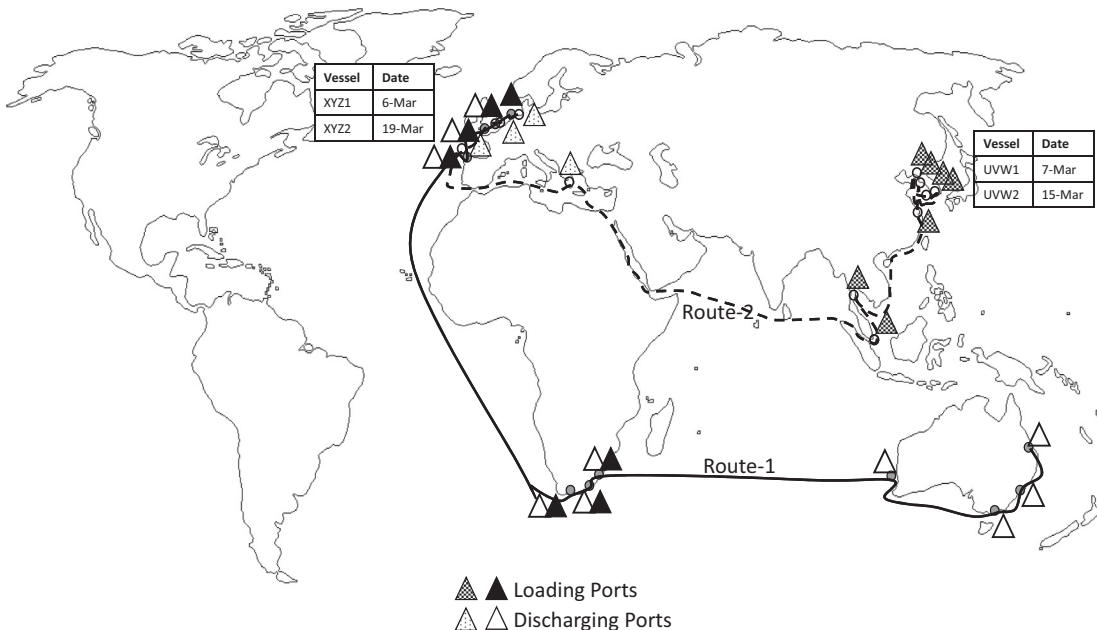 Vessel Date
XYZ1 6-Mar
XYZ2 19-Mar
Vessel Date
UVW1 7-Mar
UVW2 15-Mar
Route-2
Route-1
Loading Ports
Discharging Ports